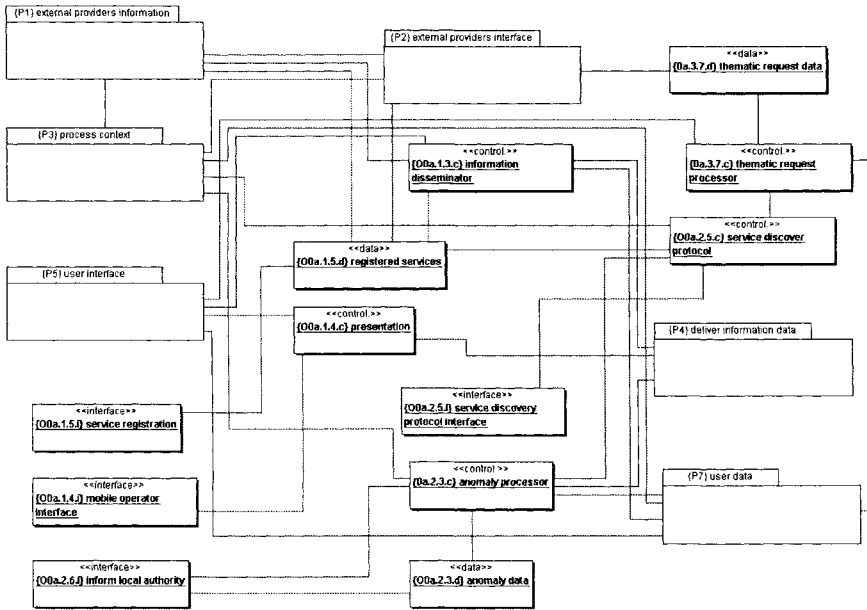 {P1} external providers information
{P2} external providers interface
<<data>>
{0a.3.7.d} thematic request data
{P3} process context
<<control.>>
{O0a.1.3.c} information
disseminator
<<control.>>
{0a.3.7.c} thematic request
processor
<<control.>>
{O0a.2.5.c} service discover
protocol
<<data>>
{O0a.1.5.d} registered services
{P5} user interface
<<control.>>
{O0a.1.4.c} presentation
{P4} deliver information data
<<interface>>
{O0a.1.5.i} service registration
<<interface>>
{O0a.2.5.i} service discovery
protocol interface
<<control.>>
{0a.2.3.c} anomaly processor
{P7} user data
<<interface>>
{O0a.1.4.i} mobile operator
interface
<<interface>>
{O0a.2.6.i} inform local authority
<<data>>
{O0a.2.3.d} anomaly data